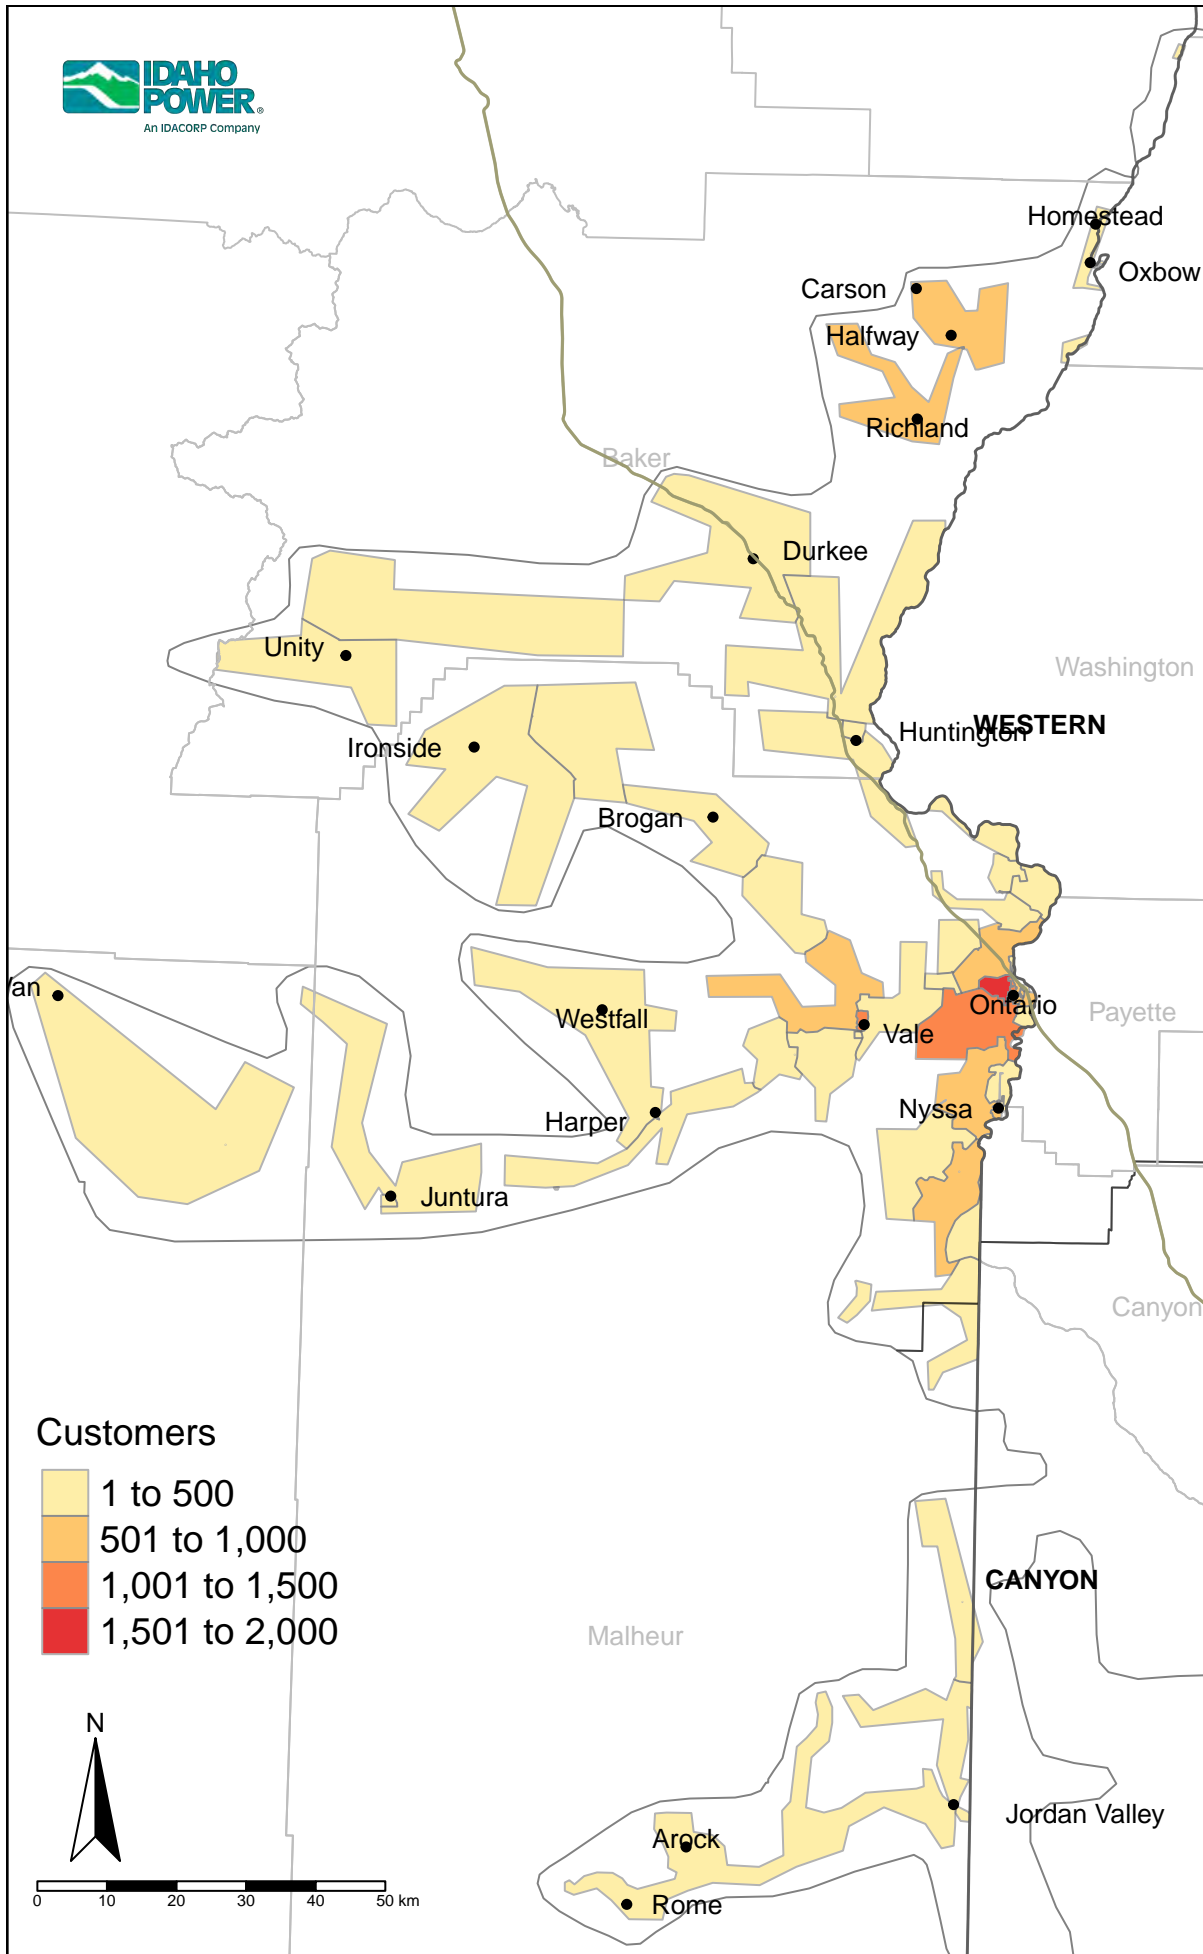 IDAHO
POWER®
An IDACORP Company
Homestead
Oxbow
Carson
Halfway
Richland
Baker
Durkee
Unity
Washington
WESTERN
Huntington
Ironside
Brogan
van
Ontario
Payette
Westfall
Vale
Nyssa
Harper
Juntura
Canyon
Customers
1 to 500
501 to 1,000
1,001 to 1,500
1,501 to 2,000
CANYON
Malheur
N
Jordan Valley
Arock
Rome
0 10 20 30 40 50 km